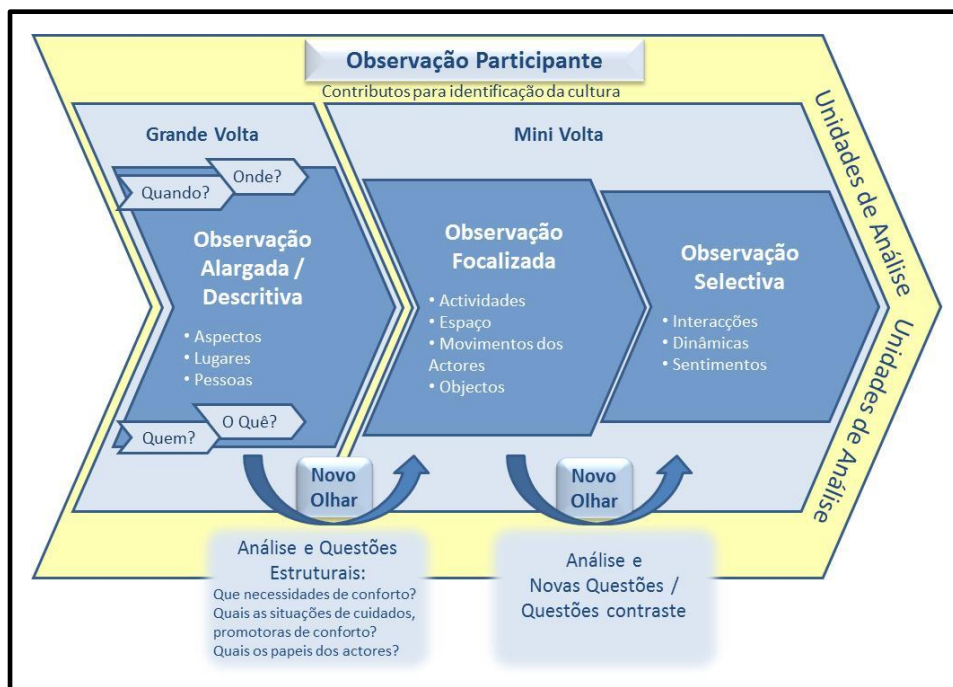 Observação Participante
Contributos para identificação da cultura
Grande Volta
Mini Volta
Onde?
Quando?
Observação
Alargada /
Descritiva
• Aspectos
• Lugares
• Pessoas
O Quê?
Quem?
Observação
Focalizada
• Actividades
• Espaço
• Movimentos dos
Actores
• Objectos
Observação
Selectiva
• Interacções
• Dinâmicas
• Sentimentos
Unidades de Análise
Unidades de Análise
Novo
Olhar
Novo
Olhar
Análise e Questões
Estruturais:
Que necessidades de conforto?
Quais as situações de cuidados,
promotoras de conforto?
Quais os papeis dos actores?
Análise e
Novas Questões /
Questões contraste